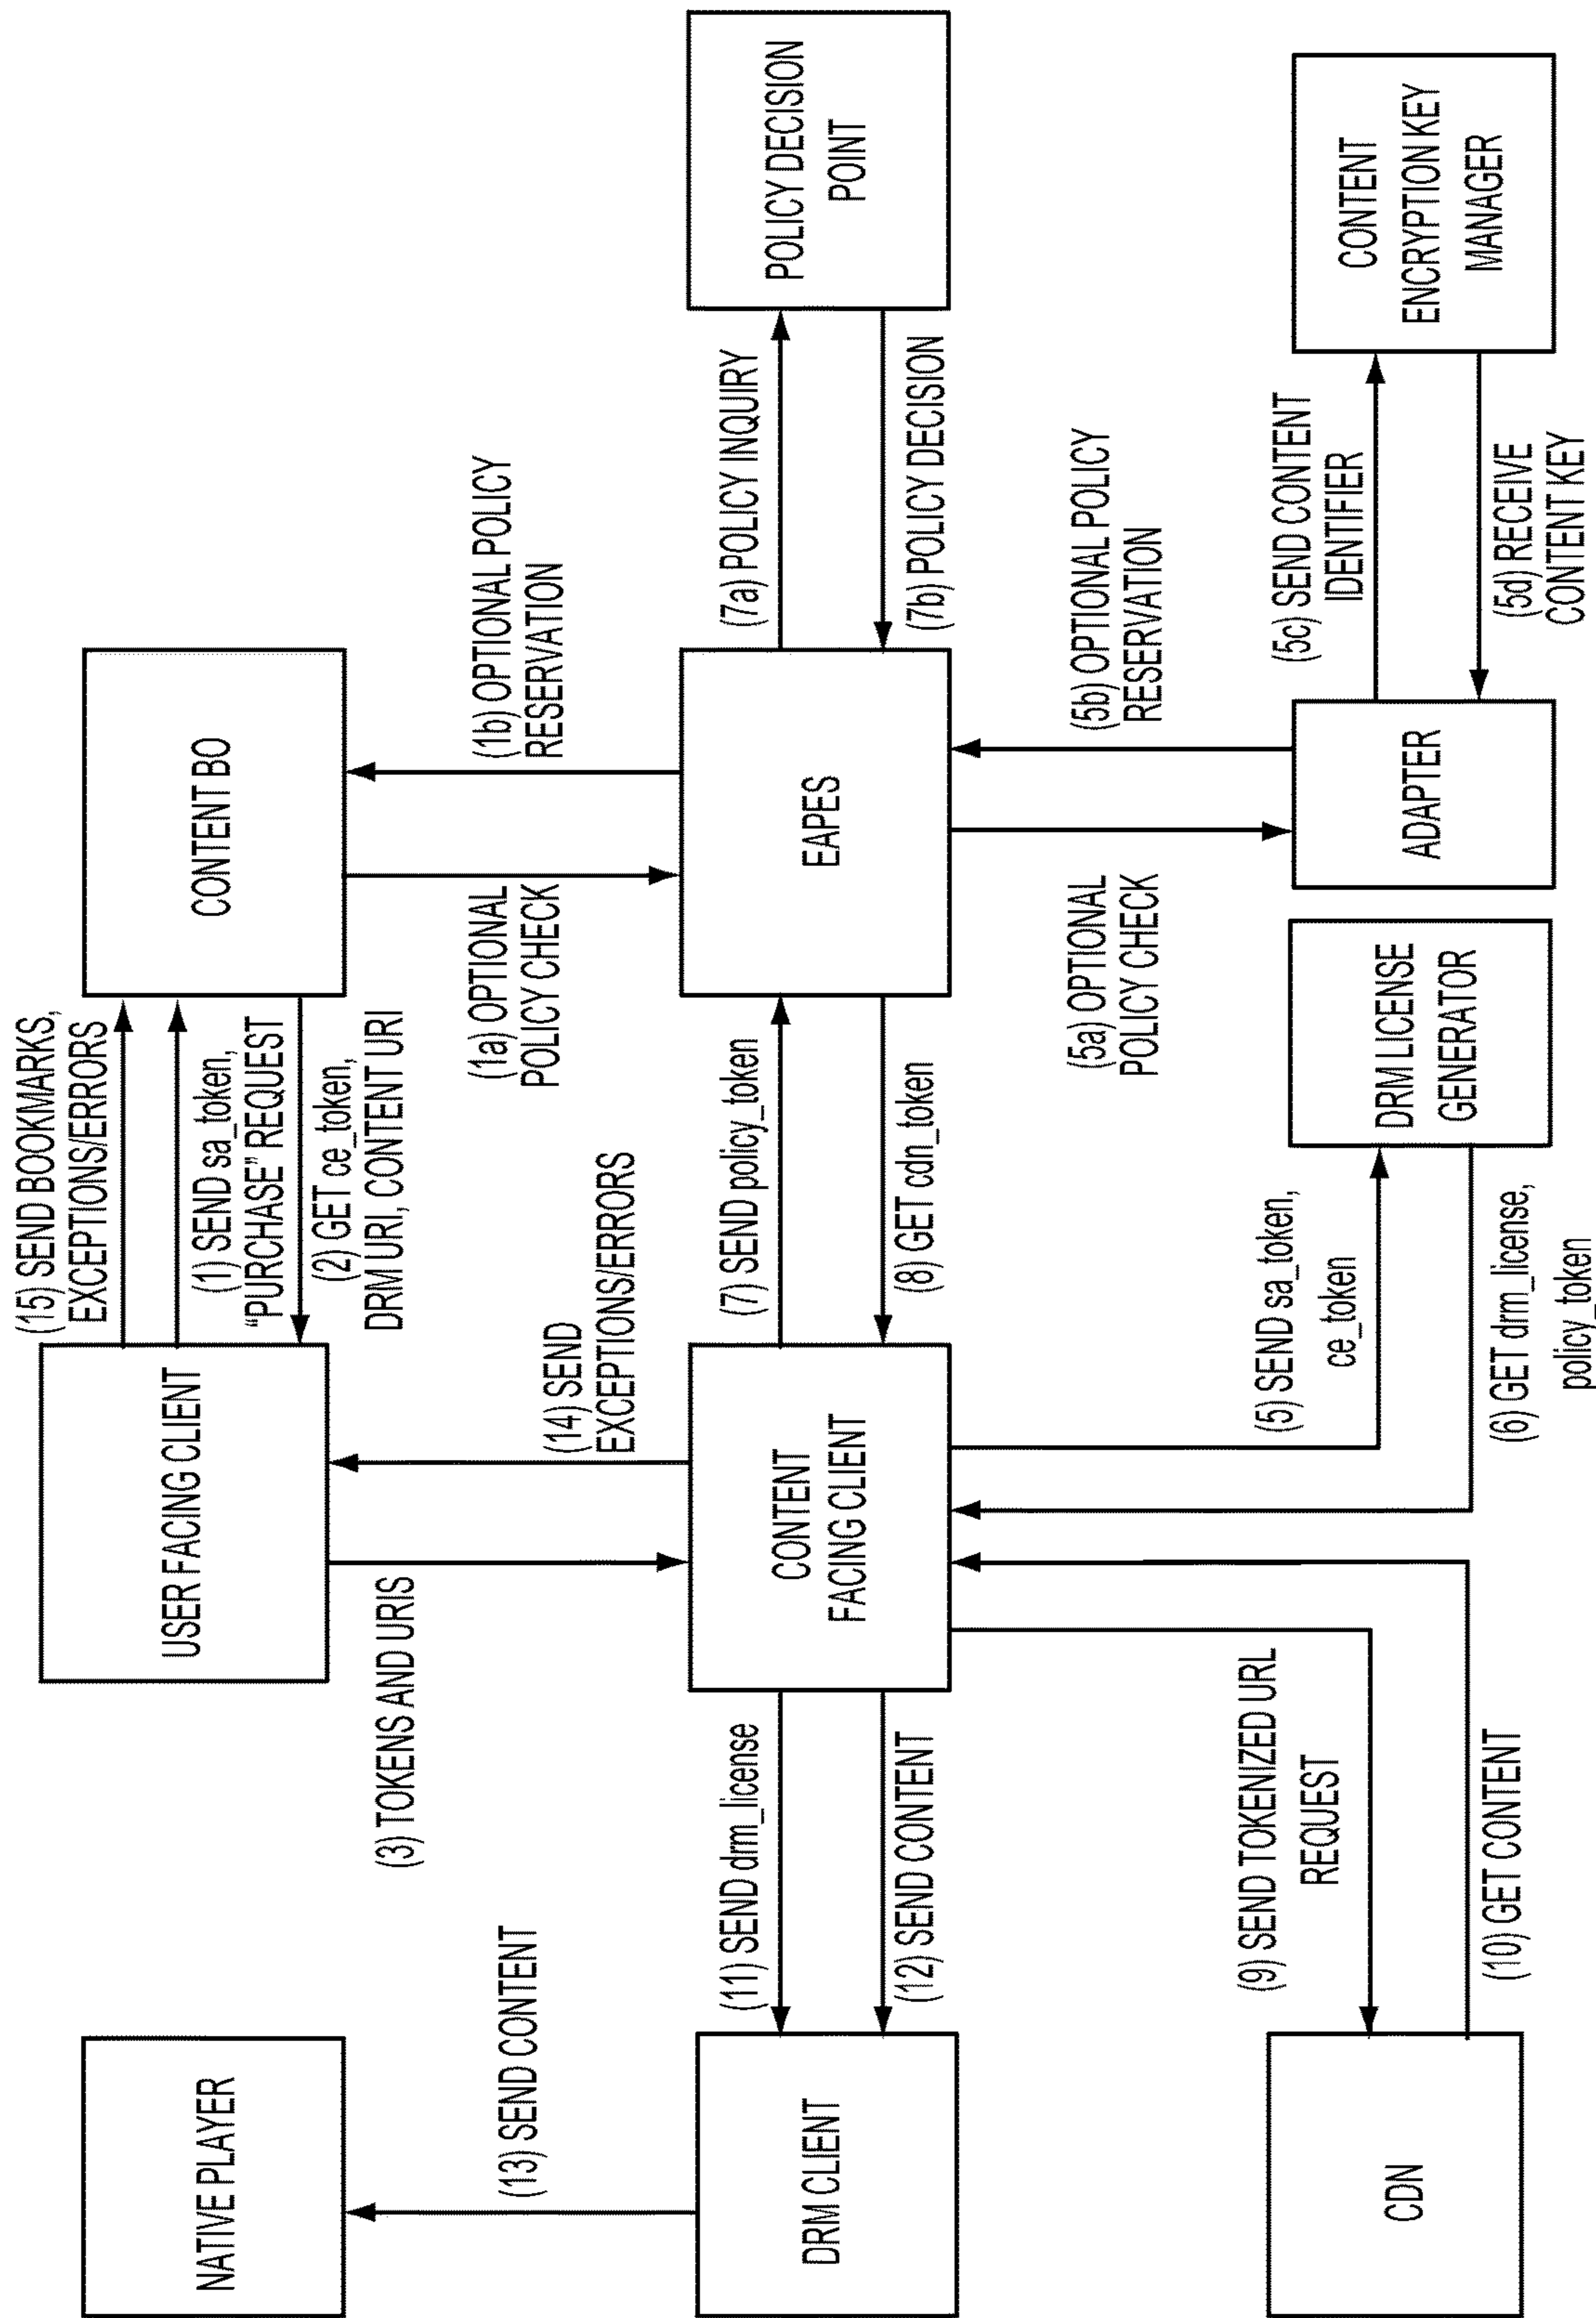 NATIVE PLAYER
USER FACING CLIENT
(15) SEND BOOKMARKS,
EXCEPTIONS/ERRORS
(1) SEND sa_token,
"PURCHASE" REQUEST
(2) GET ce_token,
DRM URI, CONTENT URI
CONTENT BO
(13) SEND CONTENT
(3) TOKENS AND URIS
(14) SEND
EXCEPTIONS/ERRORS
(1a) OPTIONAL
POLICY CHECK
(1b) OPTIONAL POLICY
RESERVATION
DRM CLIENT
(11) SEND drm_license
(12) SEND CONTENT
CONTENT
FACING CLIENT
(7) SEND policy_token
(8) GET cdn_token
EAPES
(7a) POLICY INQUIRY
(7b) POLICY DECISION
POLICY DECISION
POINT
(5a) OPTIONAL
POLICY CHECK
(5b) OPTIONAL POLICY
RESERVATION
CDN
(9) SEND TOKENIZED URL
REQUEST
(10) GET CONTENT
(5) SEND sa_token,
ce_token
(6) GET drm_license,
policy_token
DRM LICENSE
GENERATOR
ADAPTER
(5c) SEND CONTENT
IDENTIFIER
(5d) RECEIVE
CONTENT KEY
CONTENT
ENCRYPTION KEY
MANAGER